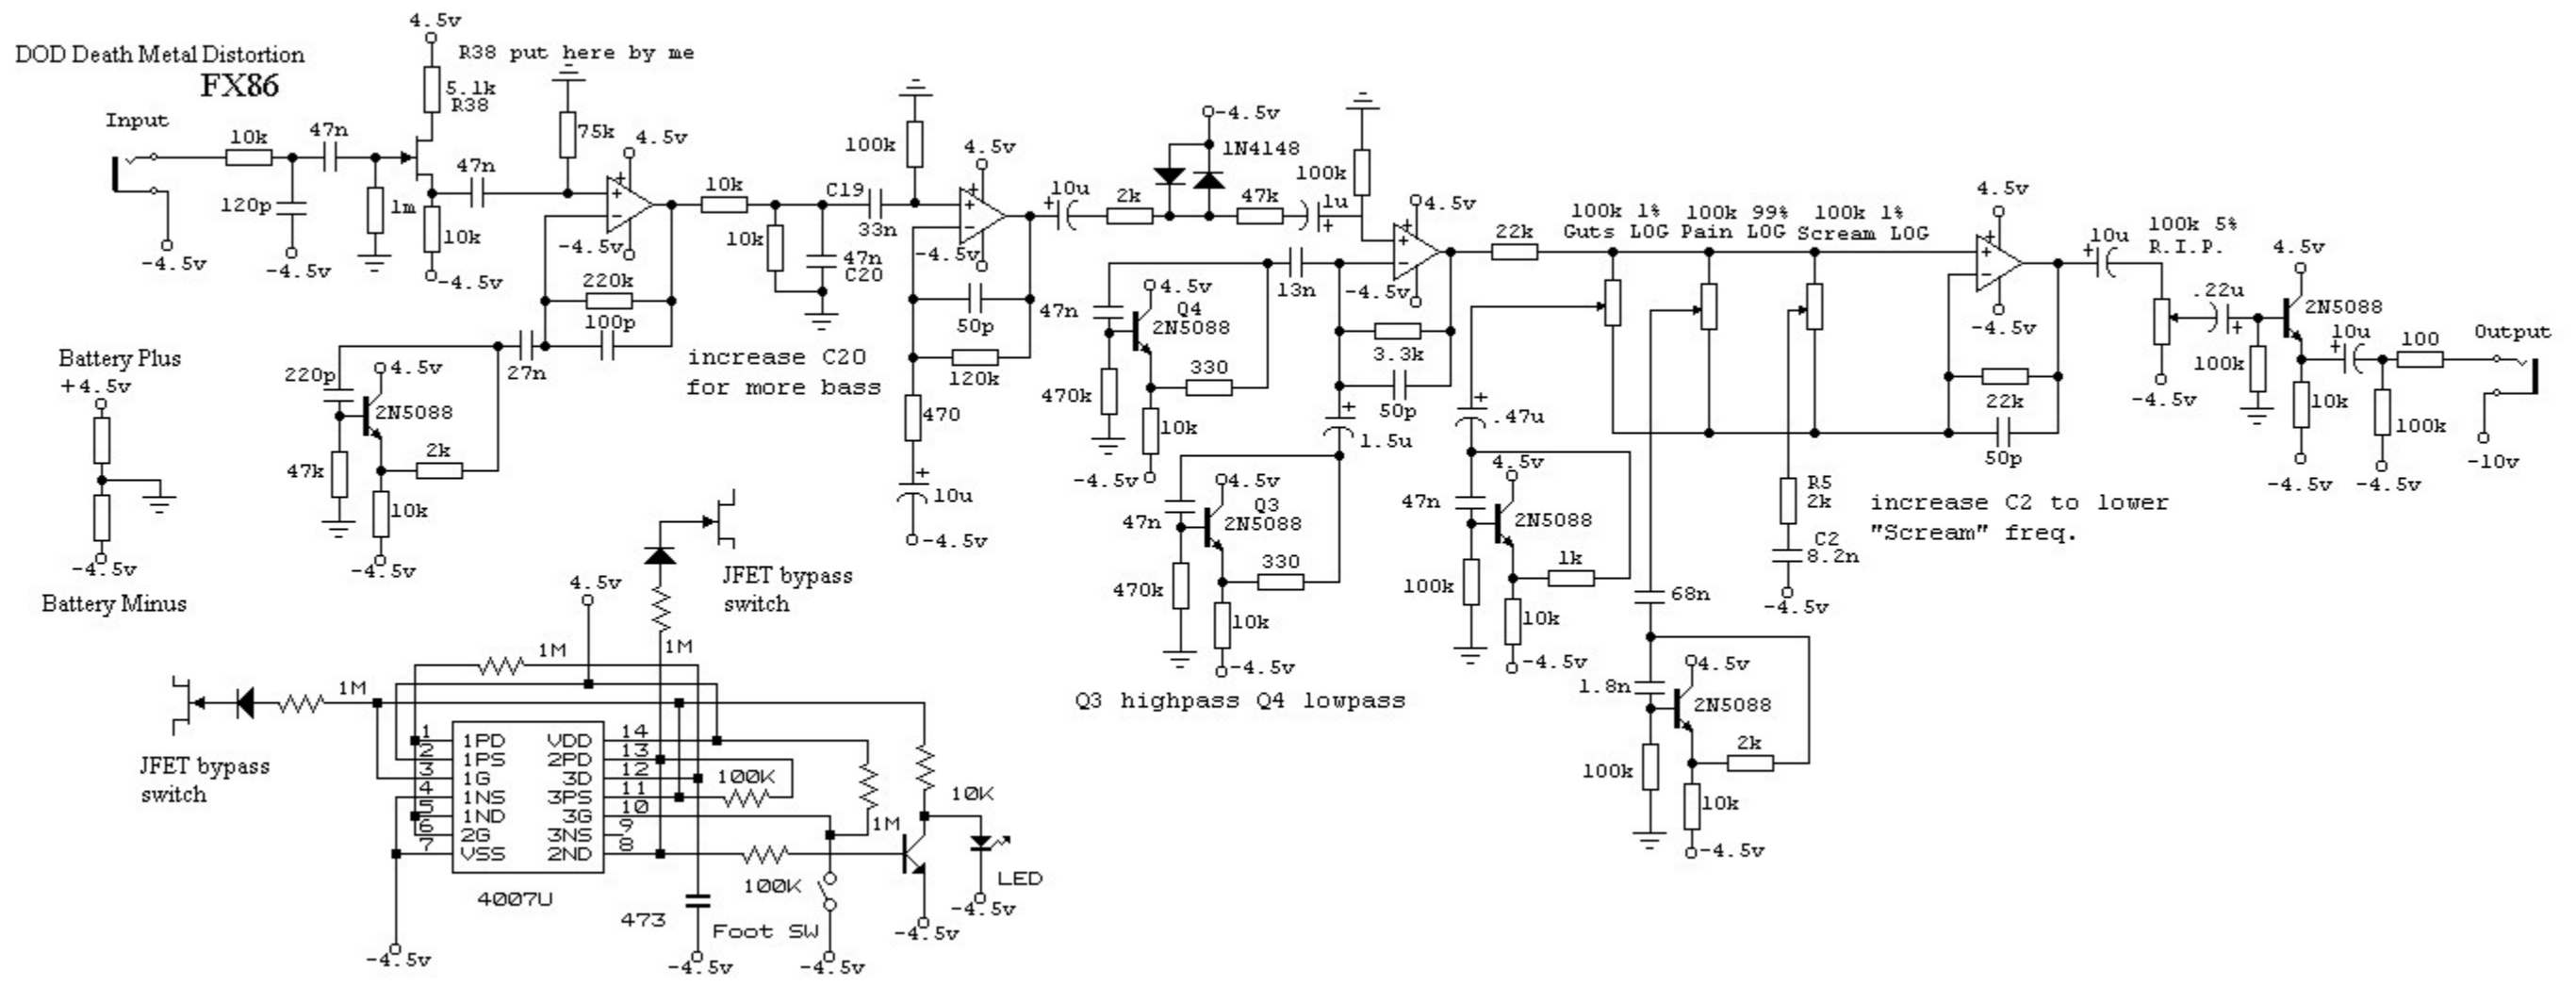 DOD Death Metal Distortion
FX86
4.5v
R38 put here by me
5.1k
R38
Input
10k
47n
120p
-4.5v
-4.5v
1m
47n
10k
-4.5v
75k
4.5v
-4.5v
220k
100p
27n
220p
4.5v
2N5088
47k
2k
10k
-4.5v
10k
10k
C19
33n
47n
C20
increase C20
for more bass
100k
4.5v
-4.5v
50p
120k
470
10u
-4.5v
10u
2k
-4.5v
1N4148
47k
1u
100k
4.5v
-4.5v
13n
47n
4.5v
Q4
2N5088
330
470k
10k
-4.5v
3.3k
50p
1.5u
4.5v
Q3
47n
2N5088
330
470k
10k
-4.5v
Q3 highpass Q4 lowpass
22k
100k 1% 100k 99% 100k 1%
Guts LOG Pain LOG Scream LOG
.47u
4.5v
47n
2N5088
1k
100k
10k
-4.5v
68n
4.5v
1.8n
2N5088
2k
100k
10k
-4.5v
R5
2k
C2
8.2n
-4.5v
increase C2 to lower
"Scream" freq.
4.5v
-4.5v
22k
50p
10u
100k 5%
R.I.P.
-4.5v
.22u
4.5v
2N5088
100k
10u
100
10k
100k
-4.5v
-4.5v
Output
-10v
Battery Plus
+4.5v
-4.5v
Battery Minus
JFET bypass
switch
4.5v
1M
1M
1M
JFET bypass
switch
1 1PD VDD 14
2 1PS 2PD 13
3 1G 3D 12
4 1NS 3PS 11
5 1ND 3G 10
6 2G 3NS 9
7 VSS 2ND 8
4007U
100K
1M
10K
100K
473
Foot SW
LED
-4.5v
-4.5v
-4.5v
-4.5v
-4.5v